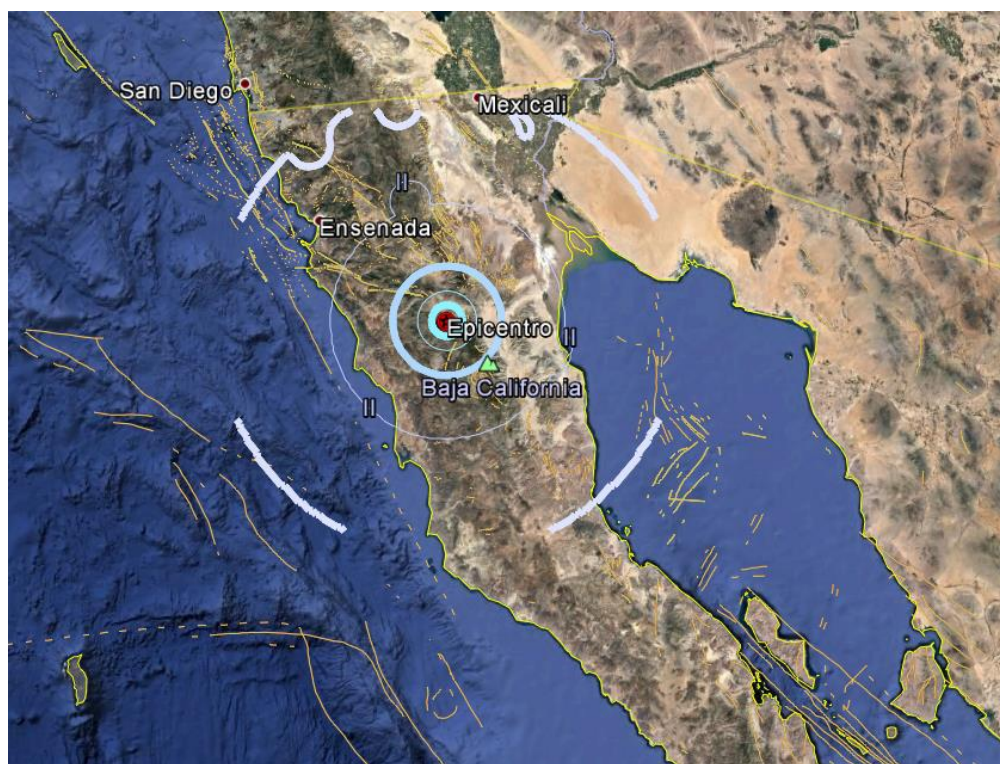 San Diego
Mexicali
II
Ensenada
Epicentro
II
Baja California
II